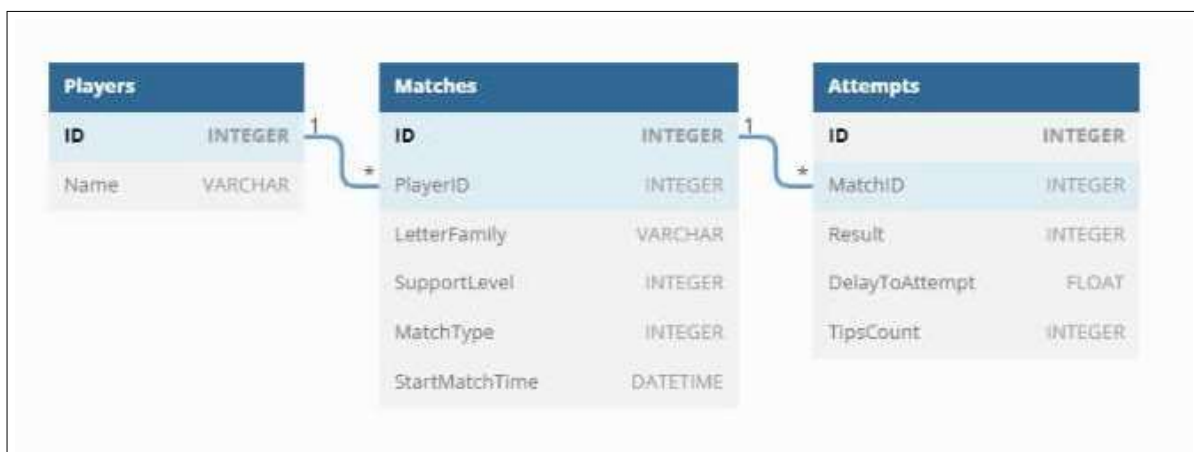 Players
ID INTEGER
Name VARCHAR
1
*
Matches
ID INTEGER
PlayerID INTEGER
LetterFamily VARCHAR
SupportLevel INTEGER
MatchType INTEGER
StartMatchTime DATETIME
1
*
Attempts
ID INTEGER
MatchID INTEGER
Result INTEGER
DelayToAttempt FLOAT
TipsCount INTEGER